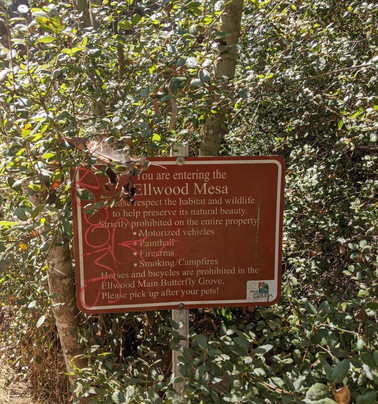 You are entering the
Ellwood Mesa
Please respect the habitat and wildlife
to help preserve its natural beauty.
Strictly prohibited on the entire property
• Motorized vehicles
• Paintball
• Firearms
• Smoking/Campfires
Horses and bicycles are prohibited in the
Ellwood Main Butterfly Grove.
Please pick up after your pets!